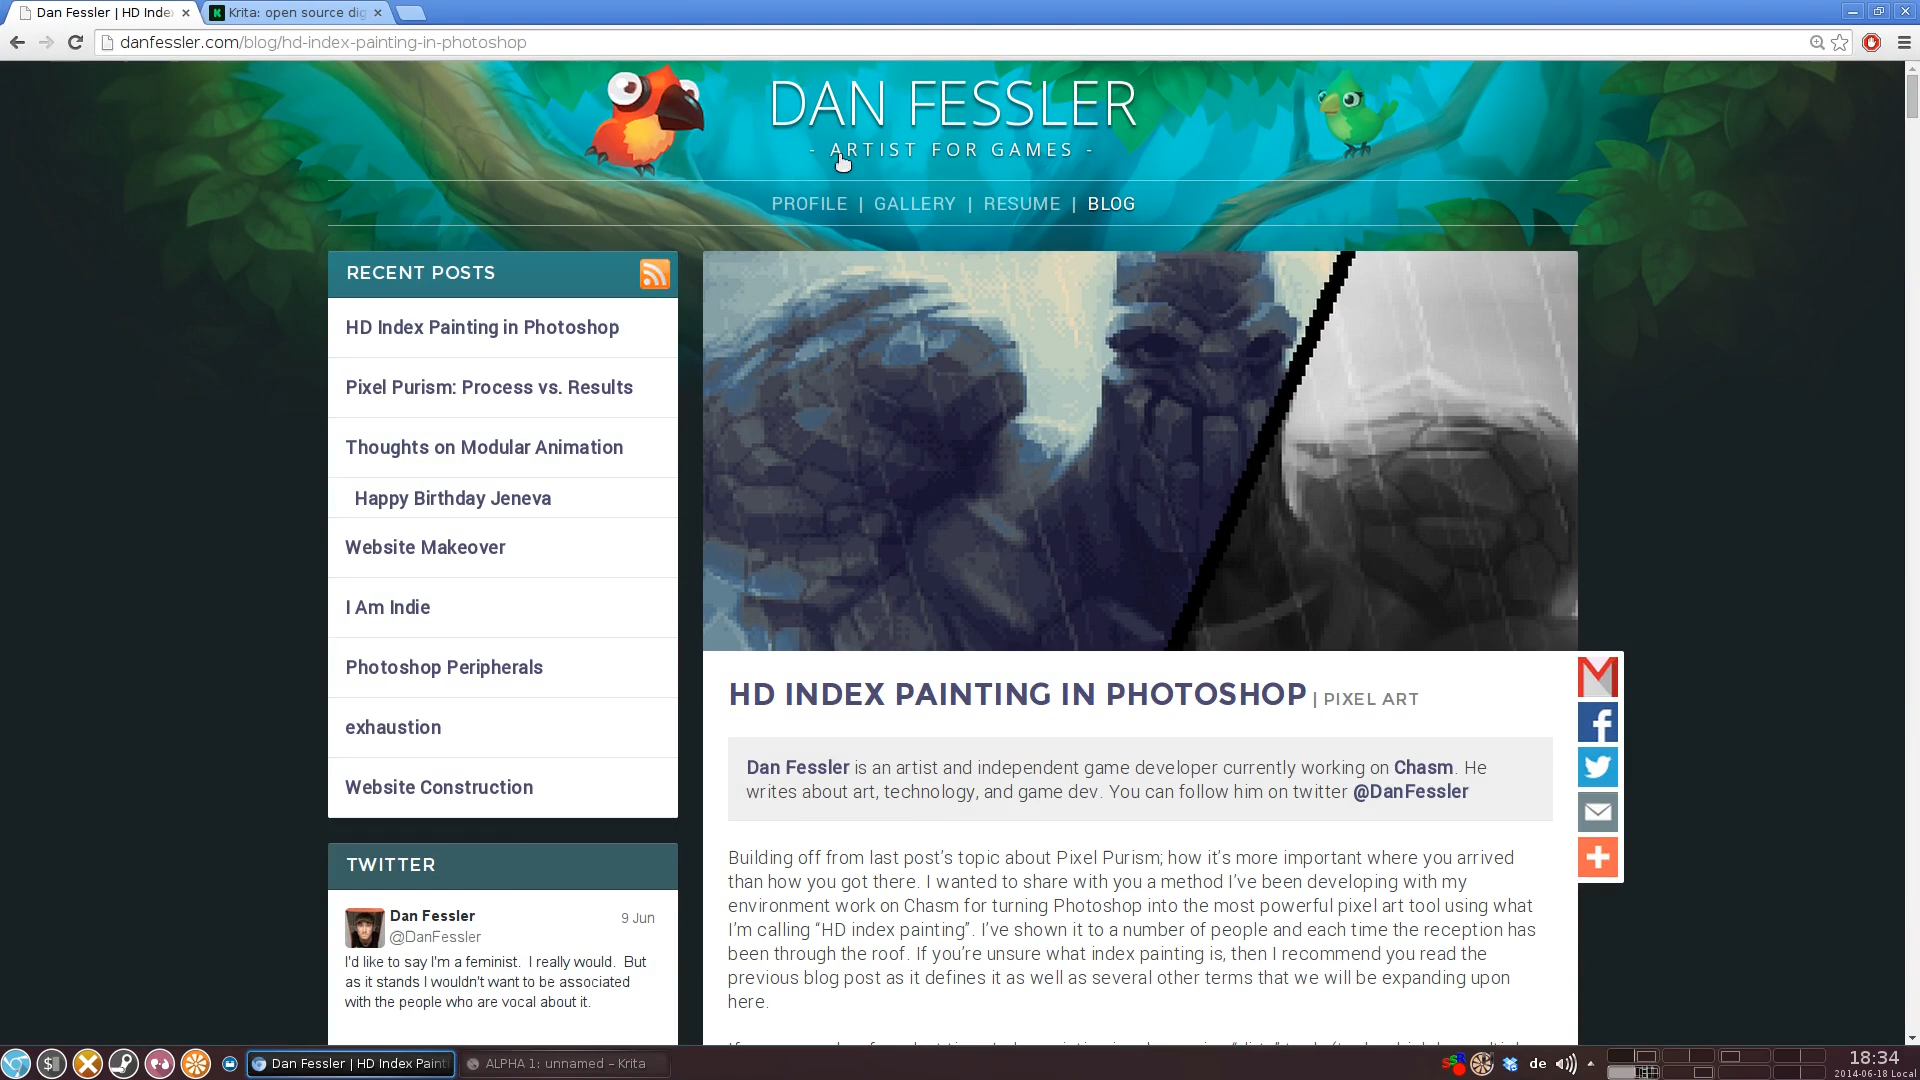 Dan Fessler | HD Inde
Krita: open source dig
danfessler.com/blog/hd-index-painting-in-photoshop
DAN FESSLER
- ARTIST FOR GAMES -
PROFILE | GALLERY | RESUME | BLOG
RECENT POSTS
HD Index Painting in Photoshop
Pixel Purism: Process vs. Results
Thoughts on Modular Animation
Happy Birthday Jeneva
Website Makeover
I Am Indie
Photoshop Peripherals
exhaustion
Website Construction
TWITTER
Dan Fessler
9 Jun
@DanFessler
I'd like to say I'm a feminist. I really would. But
as it stands I wouldn't want to be associated
with the people who are vocal about it.
HD INDEX PAINTING IN PHOTOSHOP | PIXEL ART
Dan Fessler is an artist and independent game developer currently working on Chasm. He
writes about art, technology, and game dev. You can follow him on twitter @DanFessler
Building off from last post's topic about Pixel Purism; how it's more important where you arrived
than how you got there. I wanted to share with you a method I've been developing with my
environment work on Chasm for turning Photoshop into the most powerful pixel art tool using what
I'm calling “HD index painting”. I've shown it to a number of people and each time the reception has
been through the roof. If you're unsure what index painting is, then I recommend you read the
previous blog post as it defines it as well as several other terms that we will be expanding upon
here.
Dan Fessler | HD Index Paint
ALPHA 1: unnamed – Krita
de
18:34
2014-06-18 Local